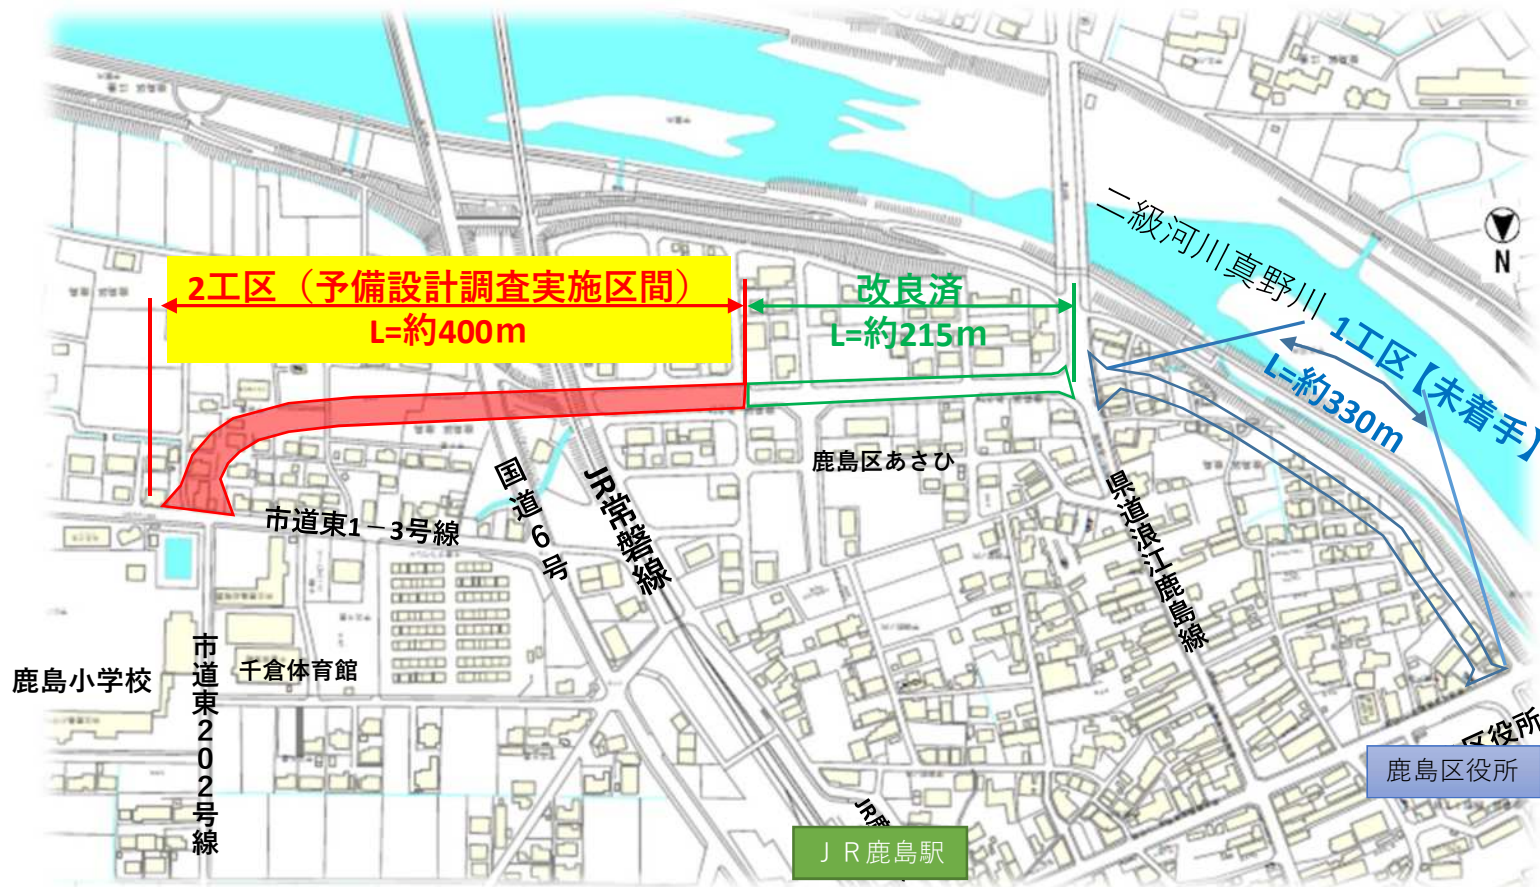 二級河川真野川
N
2工区（予備設計調査実施区間）
L=約400m
改良済
L=約215m
1工区【未着手】
L=約330m
鹿島区あさひ
国道6号
JR常磐線
県道浪江鹿島線
市道東1－3号線
市道東202号線
鹿島小学校
千倉体育館
区役所
鹿島区役所
ＪＲ鹿島駅